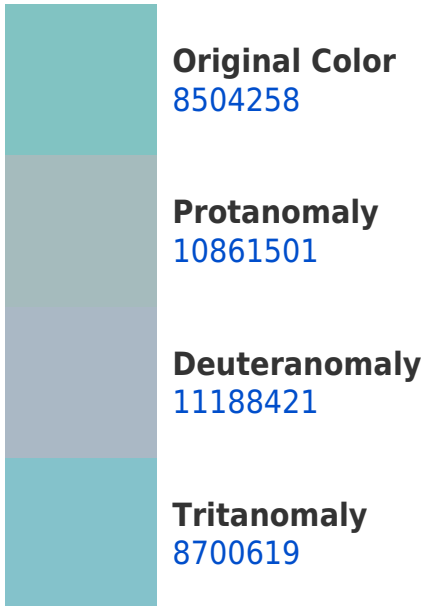 Original Color
8504258
Protanomaly
10861501
Deuteranomaly
11188421
Tritanomaly
8700619